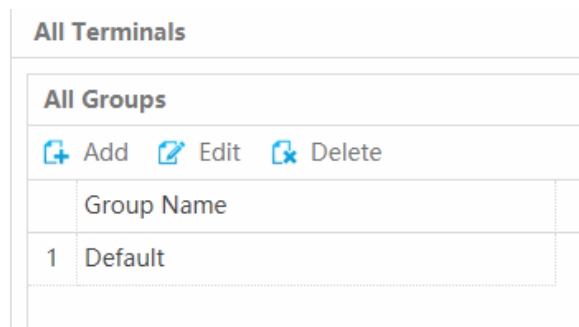 All Terminals
All Groups
Add Edit Delete
Group Name
1 Default